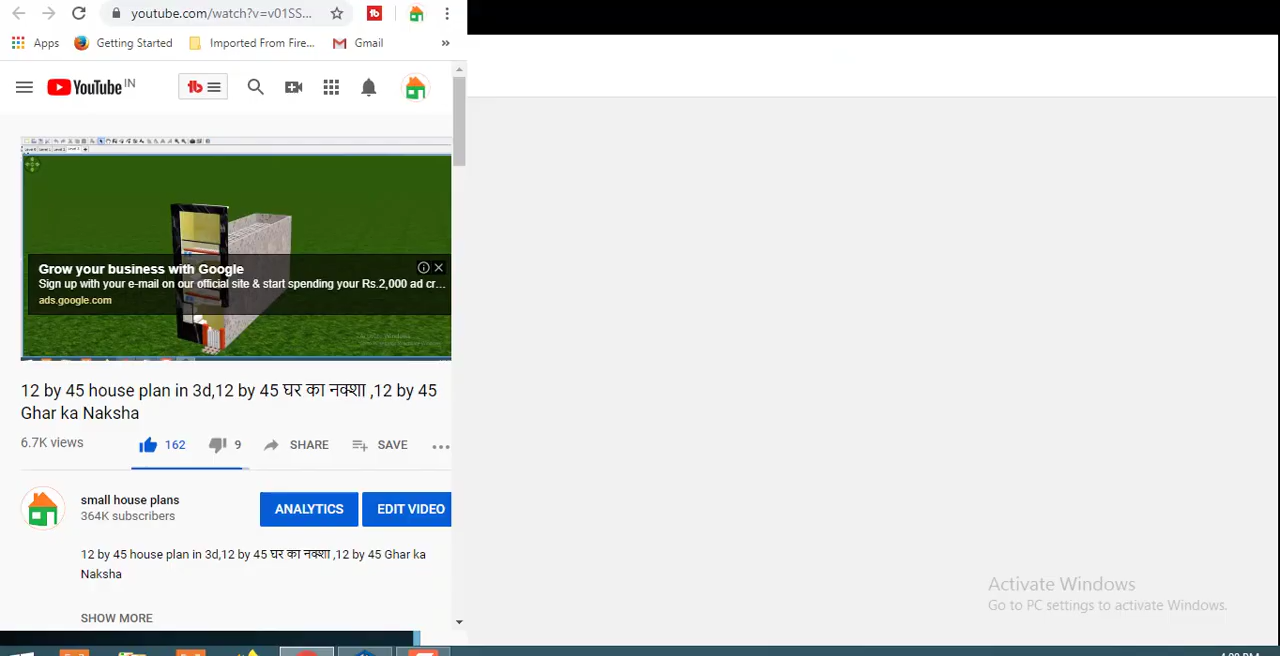 youtube.com/watch?v=v01SS...
Apps
Getting Started
Imported From Fire...
Gmail
»
YouTube IN
Grow your business with Google
Sign up with your e-mail on our official site & start spending your Rs.2,000 ad cr...
ads.google.com
12 by 45 house plan in 3d,12 by 45 घर का नक्शा ,12 by 45
Ghar ka Naksha
6.7K views
162
9
SHARE
SAVE
small house plans
364K subscribers
ANALYTICS
EDIT VIDEO
12 by 45 house plan in 3d,12 by 45 घर का नक्शा ,12 by 45 Ghar ka
Naksha
SHOW MORE
Activate Windows
Go to PC settings to activate Windows.